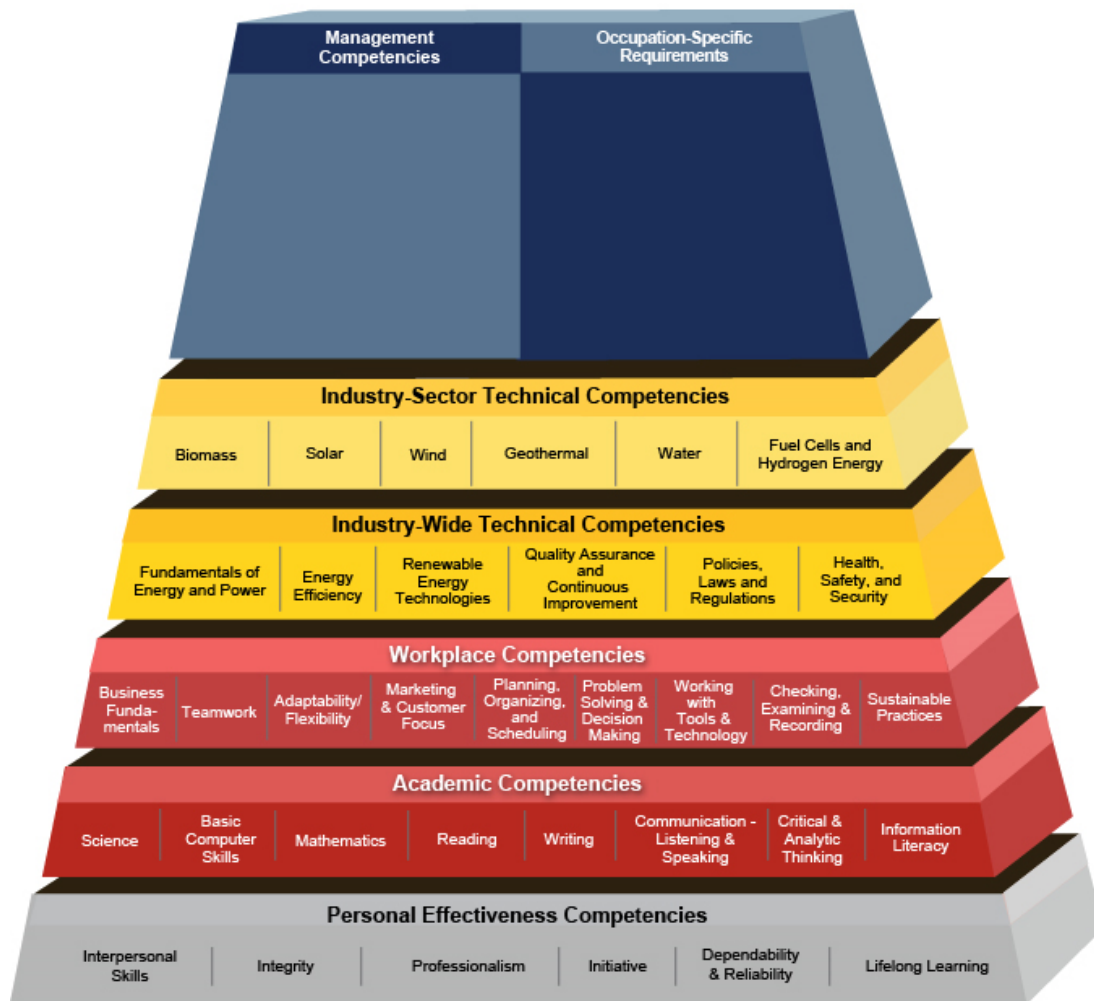 Management
Competencies
Occupation-Specific
Requirements
Industry-Sector Technical Competencies
Biomass
Solar
Wind
Geothermal
Water
Fuel Cells and
Hydrogen Energy
Industry-Wide Technical Competencies
Fundamentals of
Energy and Power
Energy
Efficiency
Renewable
Energy
Technologies
Quality Assurance
and
Continuous
Improvement
Policies,
Laws and
Regulations
Health,
Safety, and
Security
Workplace Competencies
Business
Funda-
mentals
Teamwork
Adaptability/
Flexibility
Marketing
& Customer
Focus
Planning,
Organizing,
and
Scheduling
Problem
Solving &
Decision
Making
Working
with
Tools &
Technology
Checking,
Examining &
Recording
Sustainable
Practices
Academic Competencies
Science
Basic
Computer
Skills
Mathematics
Reading
Writing
Communication -
Listening &
Speaking
Critical &
Analytic
Thinking
Information
Literacy
Personal Effectiveness Competencies
Interpersonal
Skills
Integrity
Professionalism
Initiative
Dependability
& Reliability
Lifelong Learning